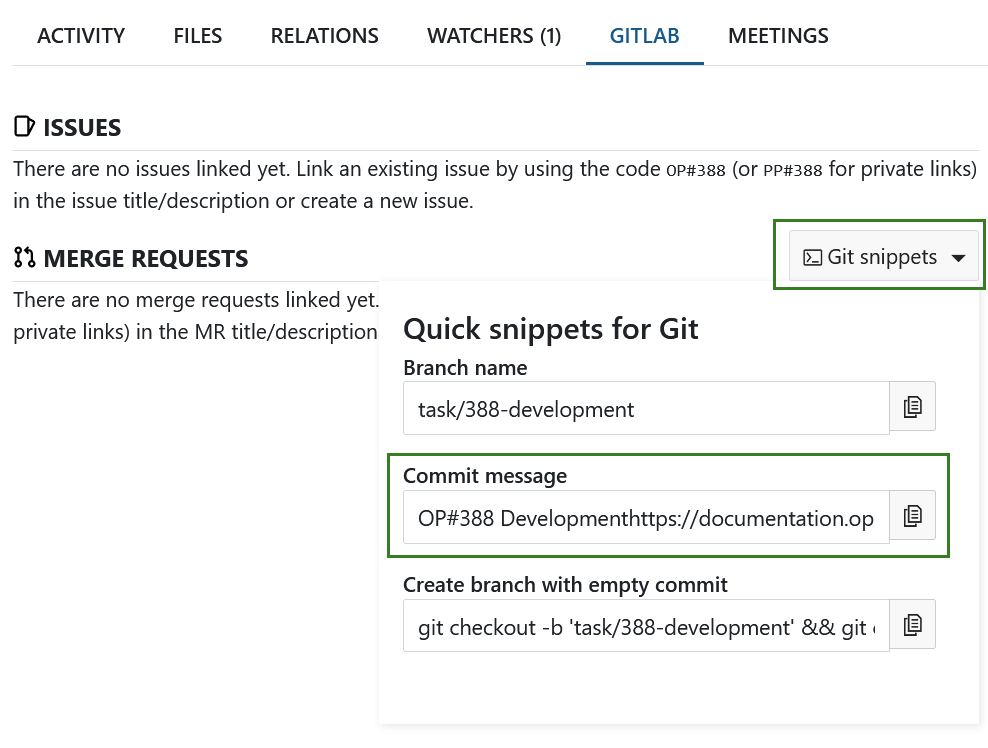 ACTIVITY FILES RELATIONS WATCHERS (1) GITLAB MEETINGS
ISSUES
There are no issues linked yet. Link an existing issue by using the code OP#388 (or PP#388 for private links)
in the issue title/description or create a new issue.
MERGE REQUESTS
Git snippets
There are no merge requests linked yet.
private links) in the MR title/description
Quick snippets for Git
Branch name
task/388-development
Commit message
OP#388 Developmenthttps://documentation.op
Create branch with empty commit
git checkout -b 'task/388-development' && git